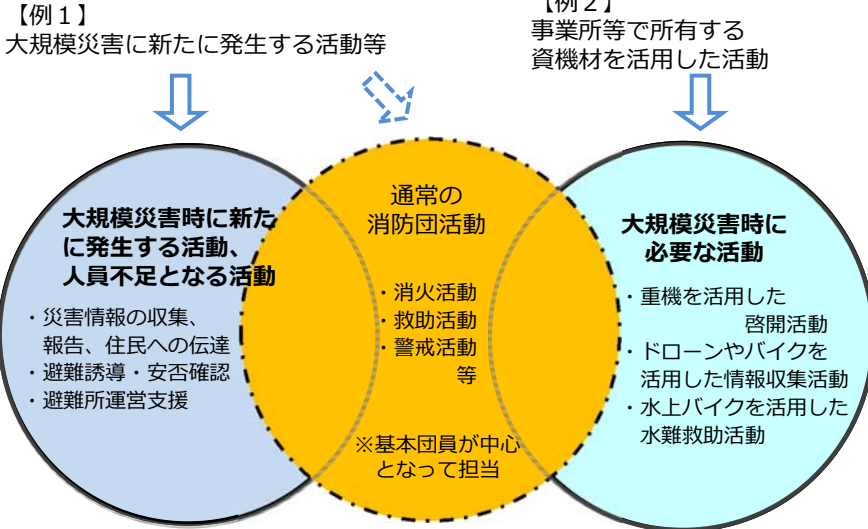 【例１】
大規模災害に新たに発生する活動等
【例２】
事業所等で所有する
資機材を活用した活動
大規模災害時に新た
に発生する活動、
人員不足となる活動
・災害情報の収集、
報告、住民への伝達
・避難誘導・安否確認
・避難所運営支援
通常の
消防団活動
・消火活動
・救助活動
・警戒活動
等
※基本団員が中心
となって担当
大規模災害時に
必要な活動
・重機を活用した
啓開活動
・ドローンやバイクを
活用した情報収集活動
・水上バイクを活用した
水難救助活動